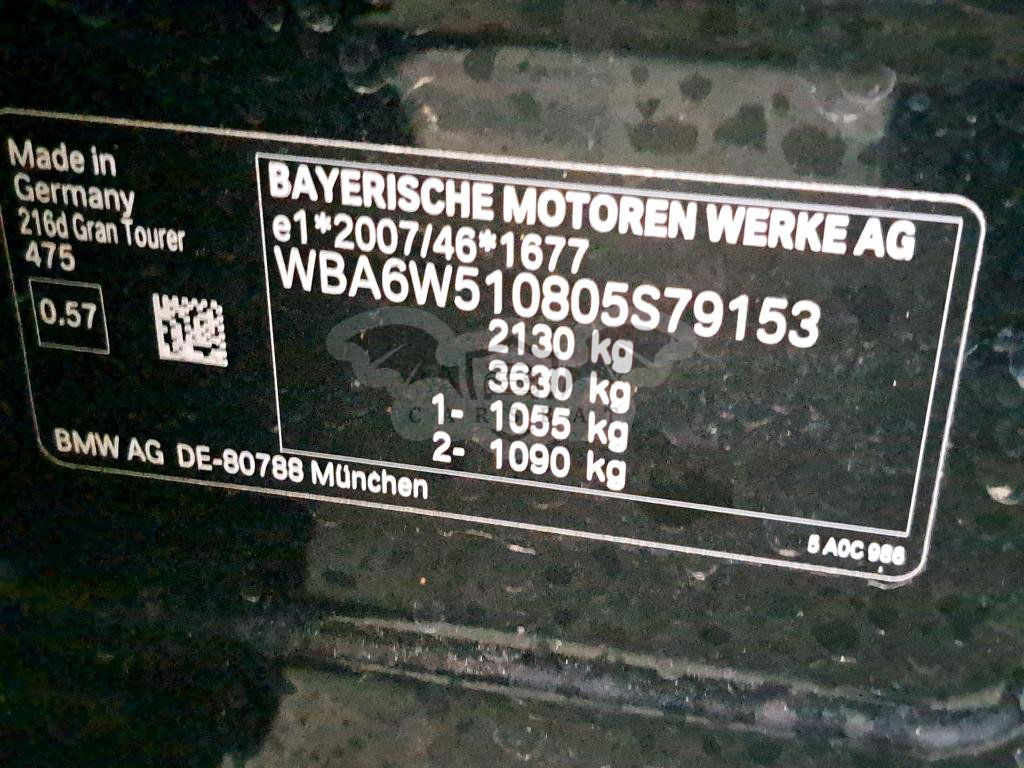 Made in
Germany
216d Gran Tourer
475
0.57
BAYERISCHE MOTOREN WERKE AG
e1*2007/46*1677
WBA6W510805S79153
2130 kg
3630 kg
1- 1055 kg
2- 1090 kg
BMW AG DE-80788 München
5 A0C 986